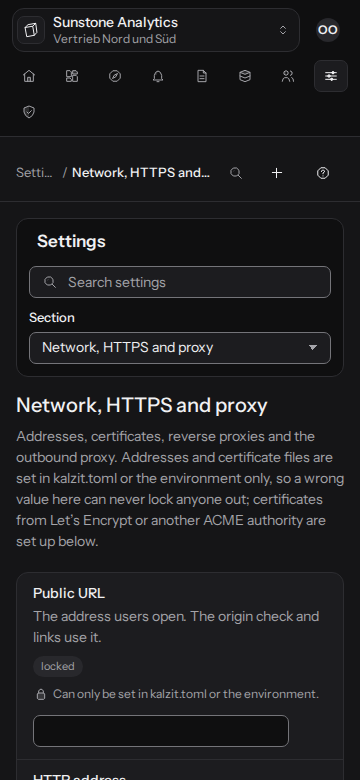 Sunstone Analytics
Vertrieb Nord und Süd
OO
Setti... / Network, HTTPS and...
Settings
Search settings
Section
Network, HTTPS and proxy
Network, HTTPS and proxy
Addresses, certificates, reverse proxies and the
outbound proxy. Addresses and certificate files are
set in kalzit.toml or the environment only, so a wrong
value here can never lock anyone out; certificates
from Let's Encrypt or another ACME authority are
set up below.
Public URL
The address users open. The origin check and
links use it.
locked
Can only be set in kalzit.toml or the environment.
HTTP address